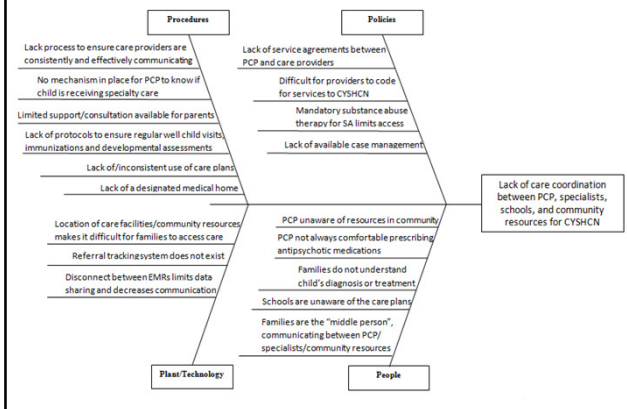 Procedures
Policies
Lack process to ensure care providers are
consistently and effectively communicating
No mechanism in place for PCP to know if
child is receiving specialty care
Limited support/consultation available for parents
Lack of protocols to ensure regular well child visits,
immunizations and developmental assessments
Lack of/inconsistent use of care plans
Lack of a designated medical home
Lack of service agreements between
PCP and care providers
Difficult for providers to code
for services to CYSHCN
Mandatory substance abuse
therapy for SA limits access
Lack of available case management
Lack of care coordination
between PCP, specialists,
schools, and community
resources for CYSHCN
Location of care facilities/community resources
makes it difficult for families to access care
Referral tracking system does not exist
Disconnect between EMRs limits data
sharing and decreases communication
PCP unaware of resources in community
PCP not always comfortable prescribing
antipsychotic medications
Families do not understand
child's diagnosis or treatment
Schools are unaware of the care plans
Families are the "middle person",
communicating between PCP/
specialists/community resources
Plant/Technology
People